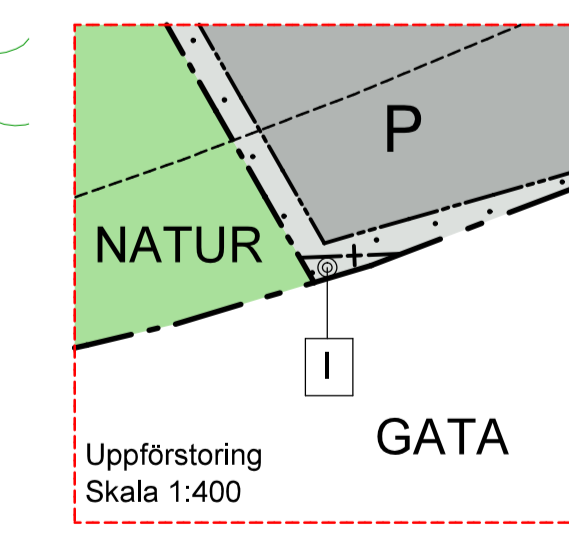 P
NATUR
I
GATA
Uppförstoring
Skala 1:400